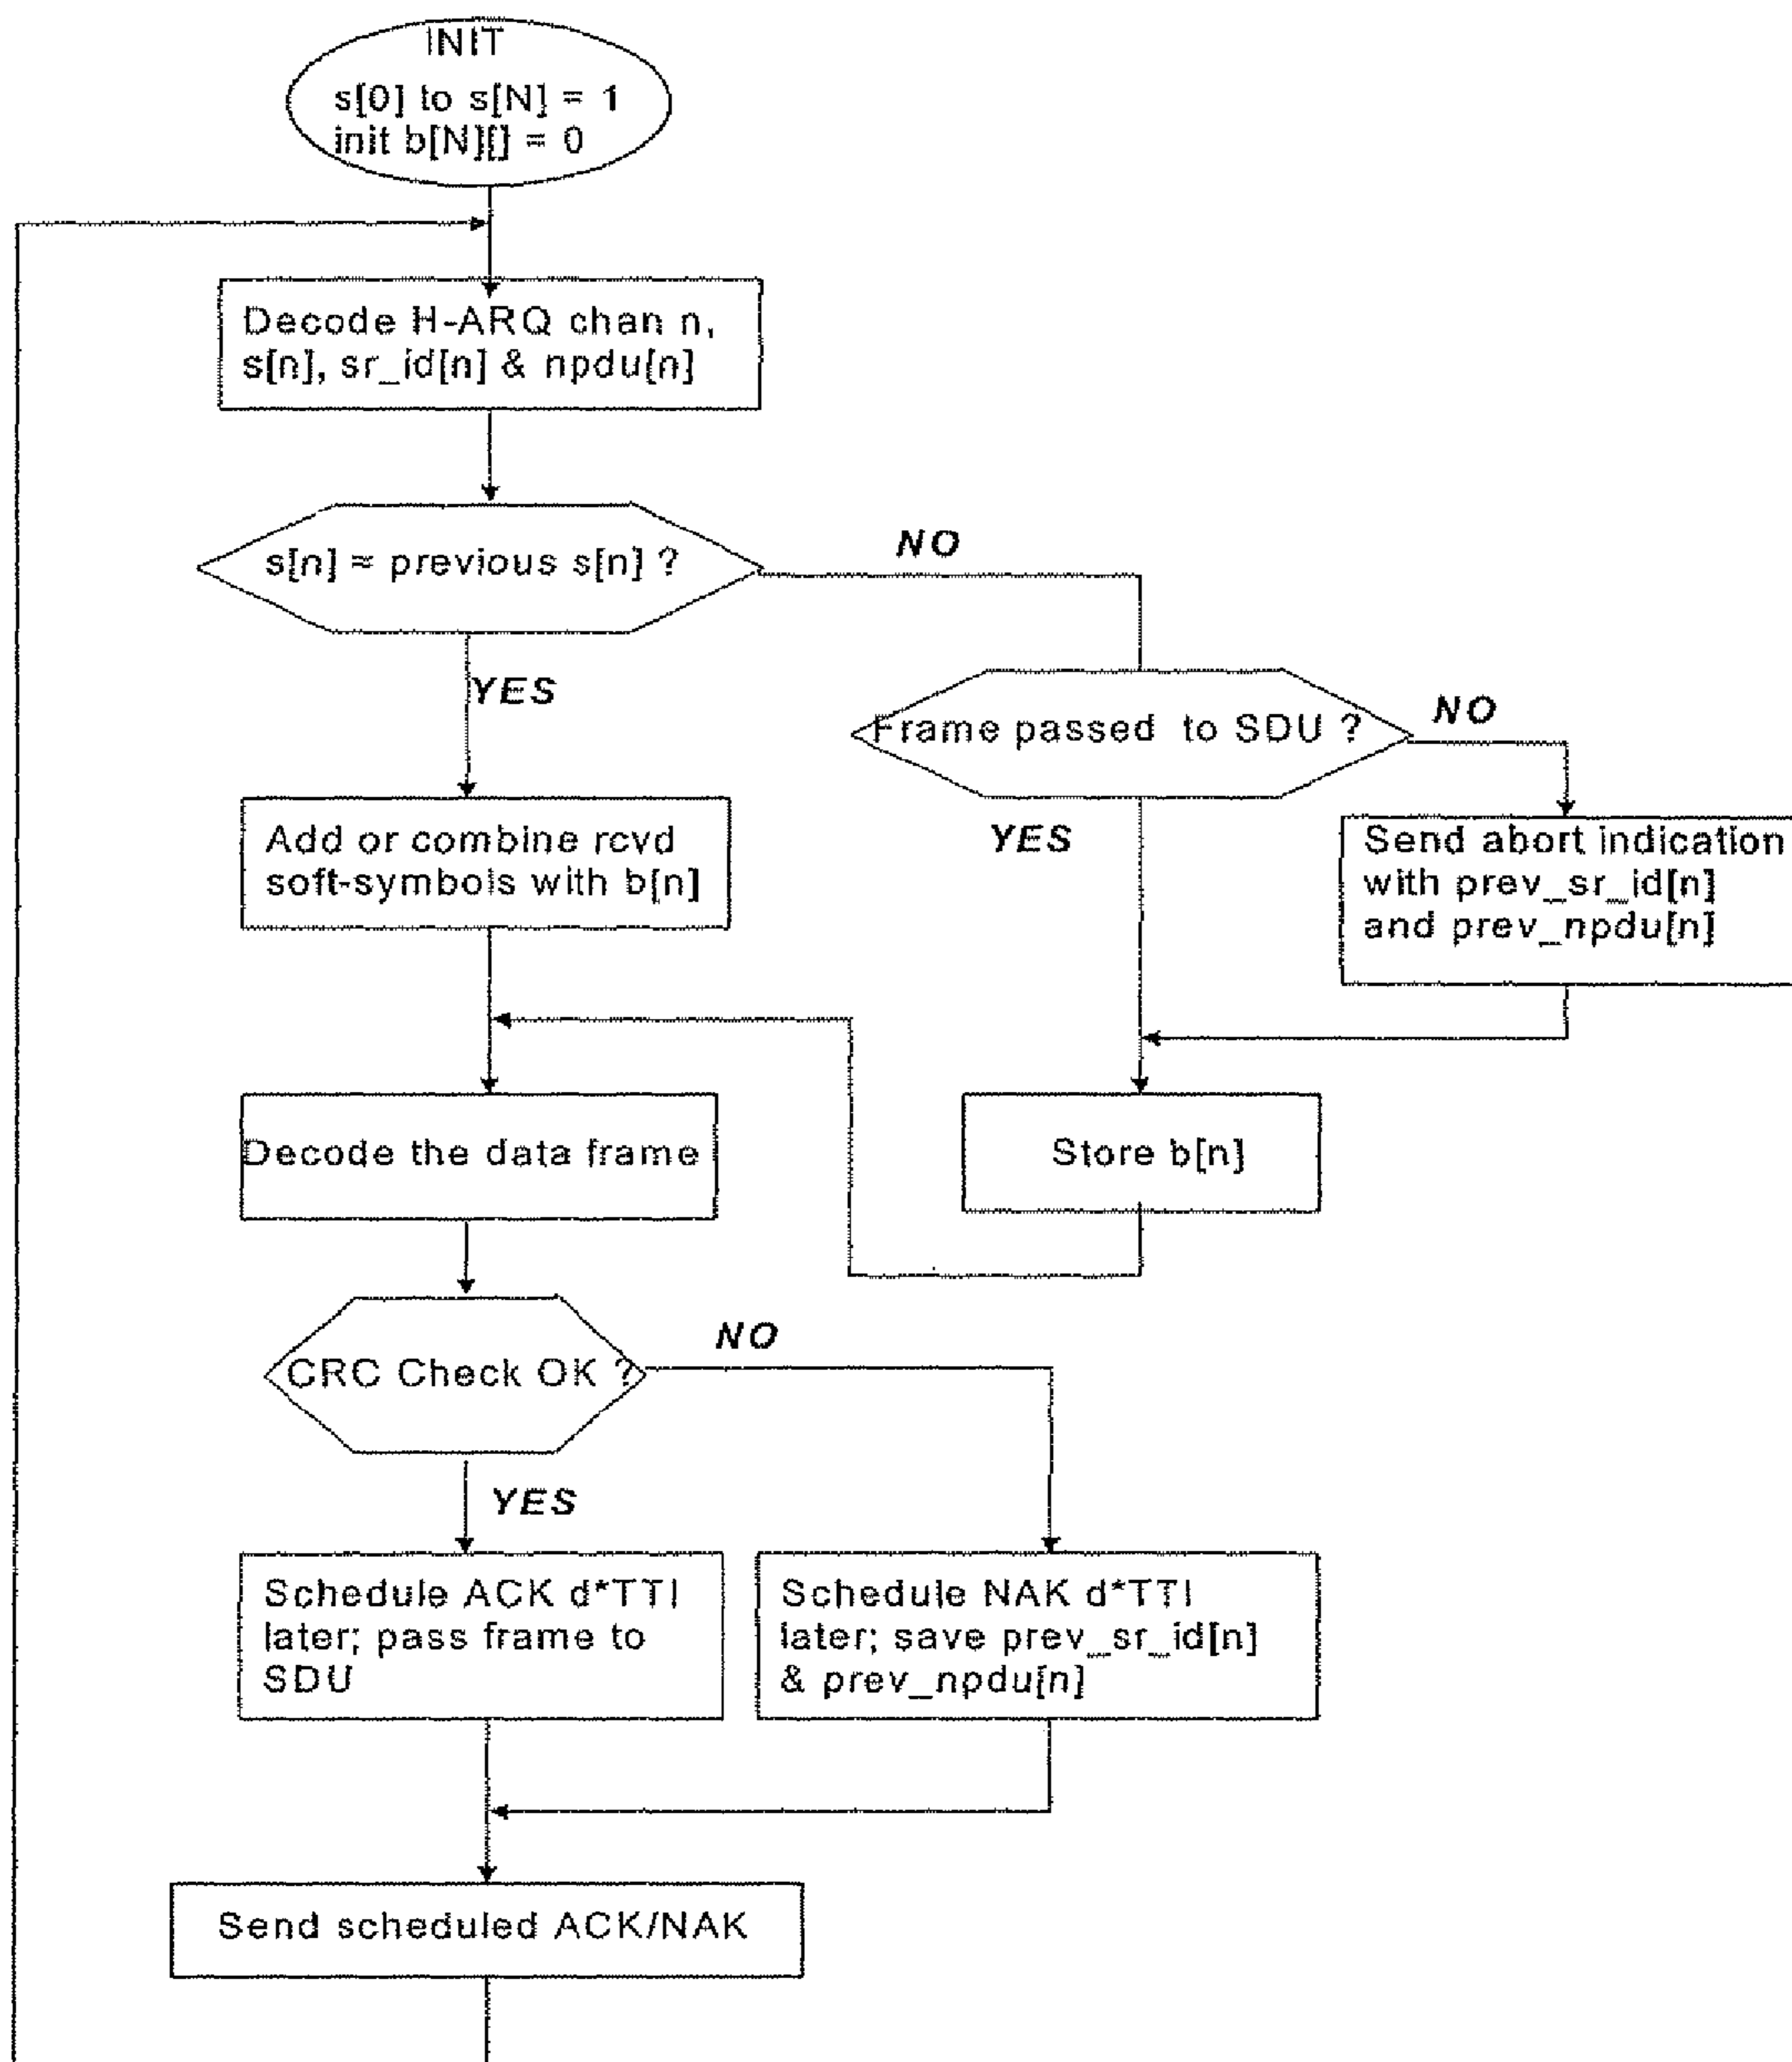 INIT
s[0] to s[N] = 1
init b[N][] = 0
Decode H-ARQ chan n,
s[n], sr_id[n] & npdu[n]
s[n] = previous s[n] ?
NO
YES
Frame passed to SDU ?
NO
YES
Add or combine rcvd
soft-symbols with b[n]
Send abort indication
with prev_sr_id[n]
and prev_npdu[n]
Decode the data frame
Store b[n]
CRC Check OK ?
NO
YES
Schedule ACK d*TTI
later; pass frame to
SDU
Schedule NAK d*TTI
later; save prev_sr_id[n]
& prev_npdu[n]
Send scheduled ACK/NAK